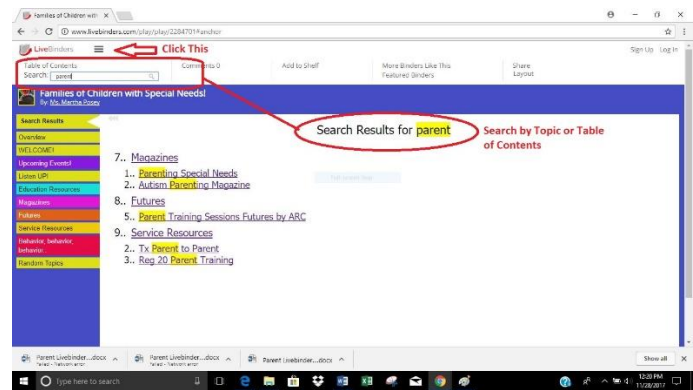 Families of Children with
www.livebinders.com/play/play/2284701#anchor
LiveBinders
Click This
Sign Up Log In
Table of Contents
Comments 0
Add to Shelf
More Binders Like This
Share
Search: parent
Featured Binders
Layout
Families of Children with Special Needs!
By: Ms. Martha Posey
Search Results
Overview
WELCOME!
Upcoming Events!
Listen UP!
Education Resources
Magazines
Futures
Service Resources
Behavior, behavior,
behavior...
Random Topics
Search Results for parent
Search by Topic or Table
of Contents
7.. Magazines
1.. Parenting Special Needs
2.. Autism Parenting Magazine
8.. Futures
5.. Parent Training Sessions Futures by ARC
9.. Service Resources
2.. Tx Parent to Parent
3.. Reg 20 Parent Training
Parent Livebinder...docx
Failed - Network error
Parent Livebinder...docx
Failed - Network error
Parent Livebinder...docx
Show all
Type here to search
12:20 PM
11/28/2017